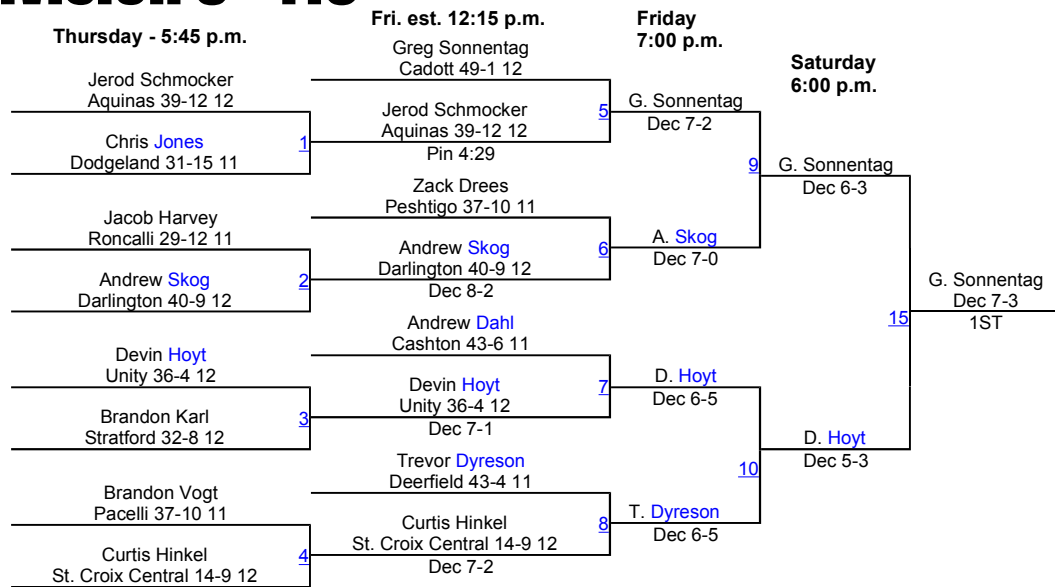 Fri. est. 12:15 p.m.
Friday
7:00 p.m.
Thursday - 5:45 p.m.
Saturday
6:00 p.m.
Jerod Schmocker
Aquinas 39-12 12
Chris Jones
Dodgeland 31-15 11
1
Jacob Harvey
Roncalli 29-12 11
Andrew Skog
Darlington 40-9 12
2
Devin Hoyt
Unity 36-4 12
Brandon Karl
Stratford 32-8 12
3
Brandon Vogt
Pacelli 37-10 11
Curtis Hinkel
St. Croix Central 14-9 12
4
Greg Sonnentag
Cadott 49-1 12
Jerod Schmocker
Aquinas 39-12 12
Pin 4:29
5
Zack Drees
Peshtigo 37-10 11
Andrew Skog
Darlington 40-9 12
Dec 8-2
6
Andrew Dahl
Cashton 43-6 11
Devin Hoyt
Unity 36-4 12
Dec 7-1
7
Trevor Dyreson
Deerfield 43-4 11
Curtis Hinkel
St. Croix Central 14-9 12
Dec 7-2
8
G. Sonnentag
Dec 7-2
9
A. Skog
Dec 7-0
D. Hoyt
Dec 6-5
10
T. Dyreson
Dec 6-5
G. Sonnentag
Dec 6-3
D. Hoyt
Dec 5-3
15
G. Sonnentag
Dec 7-3
1ST